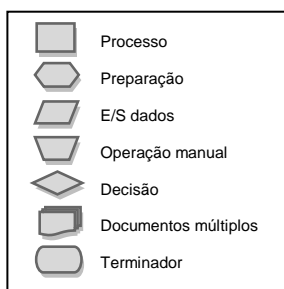 Processo
Preparação
E/S dados
Operação manual
Decisão
Documentos múltiplos
Terminador